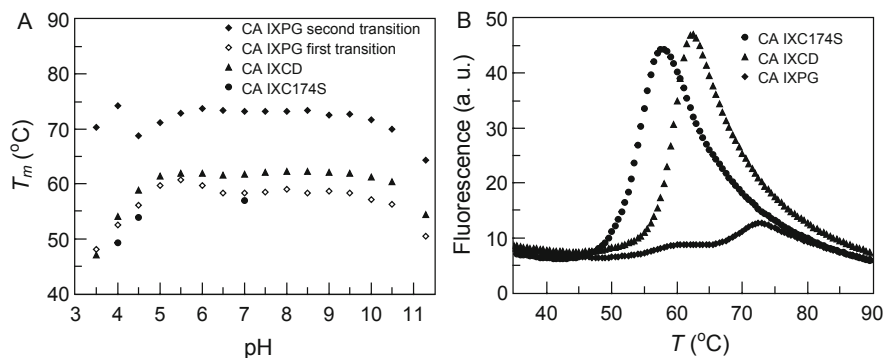 A
CA IXPG second transition
CA IXPG first transition
CA IXCD
CA IXC174S
90
80
70
60
50
40
Tm (°C)
3 4 5 6 7 8 9 10 11
pH
B
CA IXC174S
CA IXCD
CA IXPG
50
40
30
20
10
0
Fluorescence (a. u.)
40 50 60 70 80 90
T (°C)